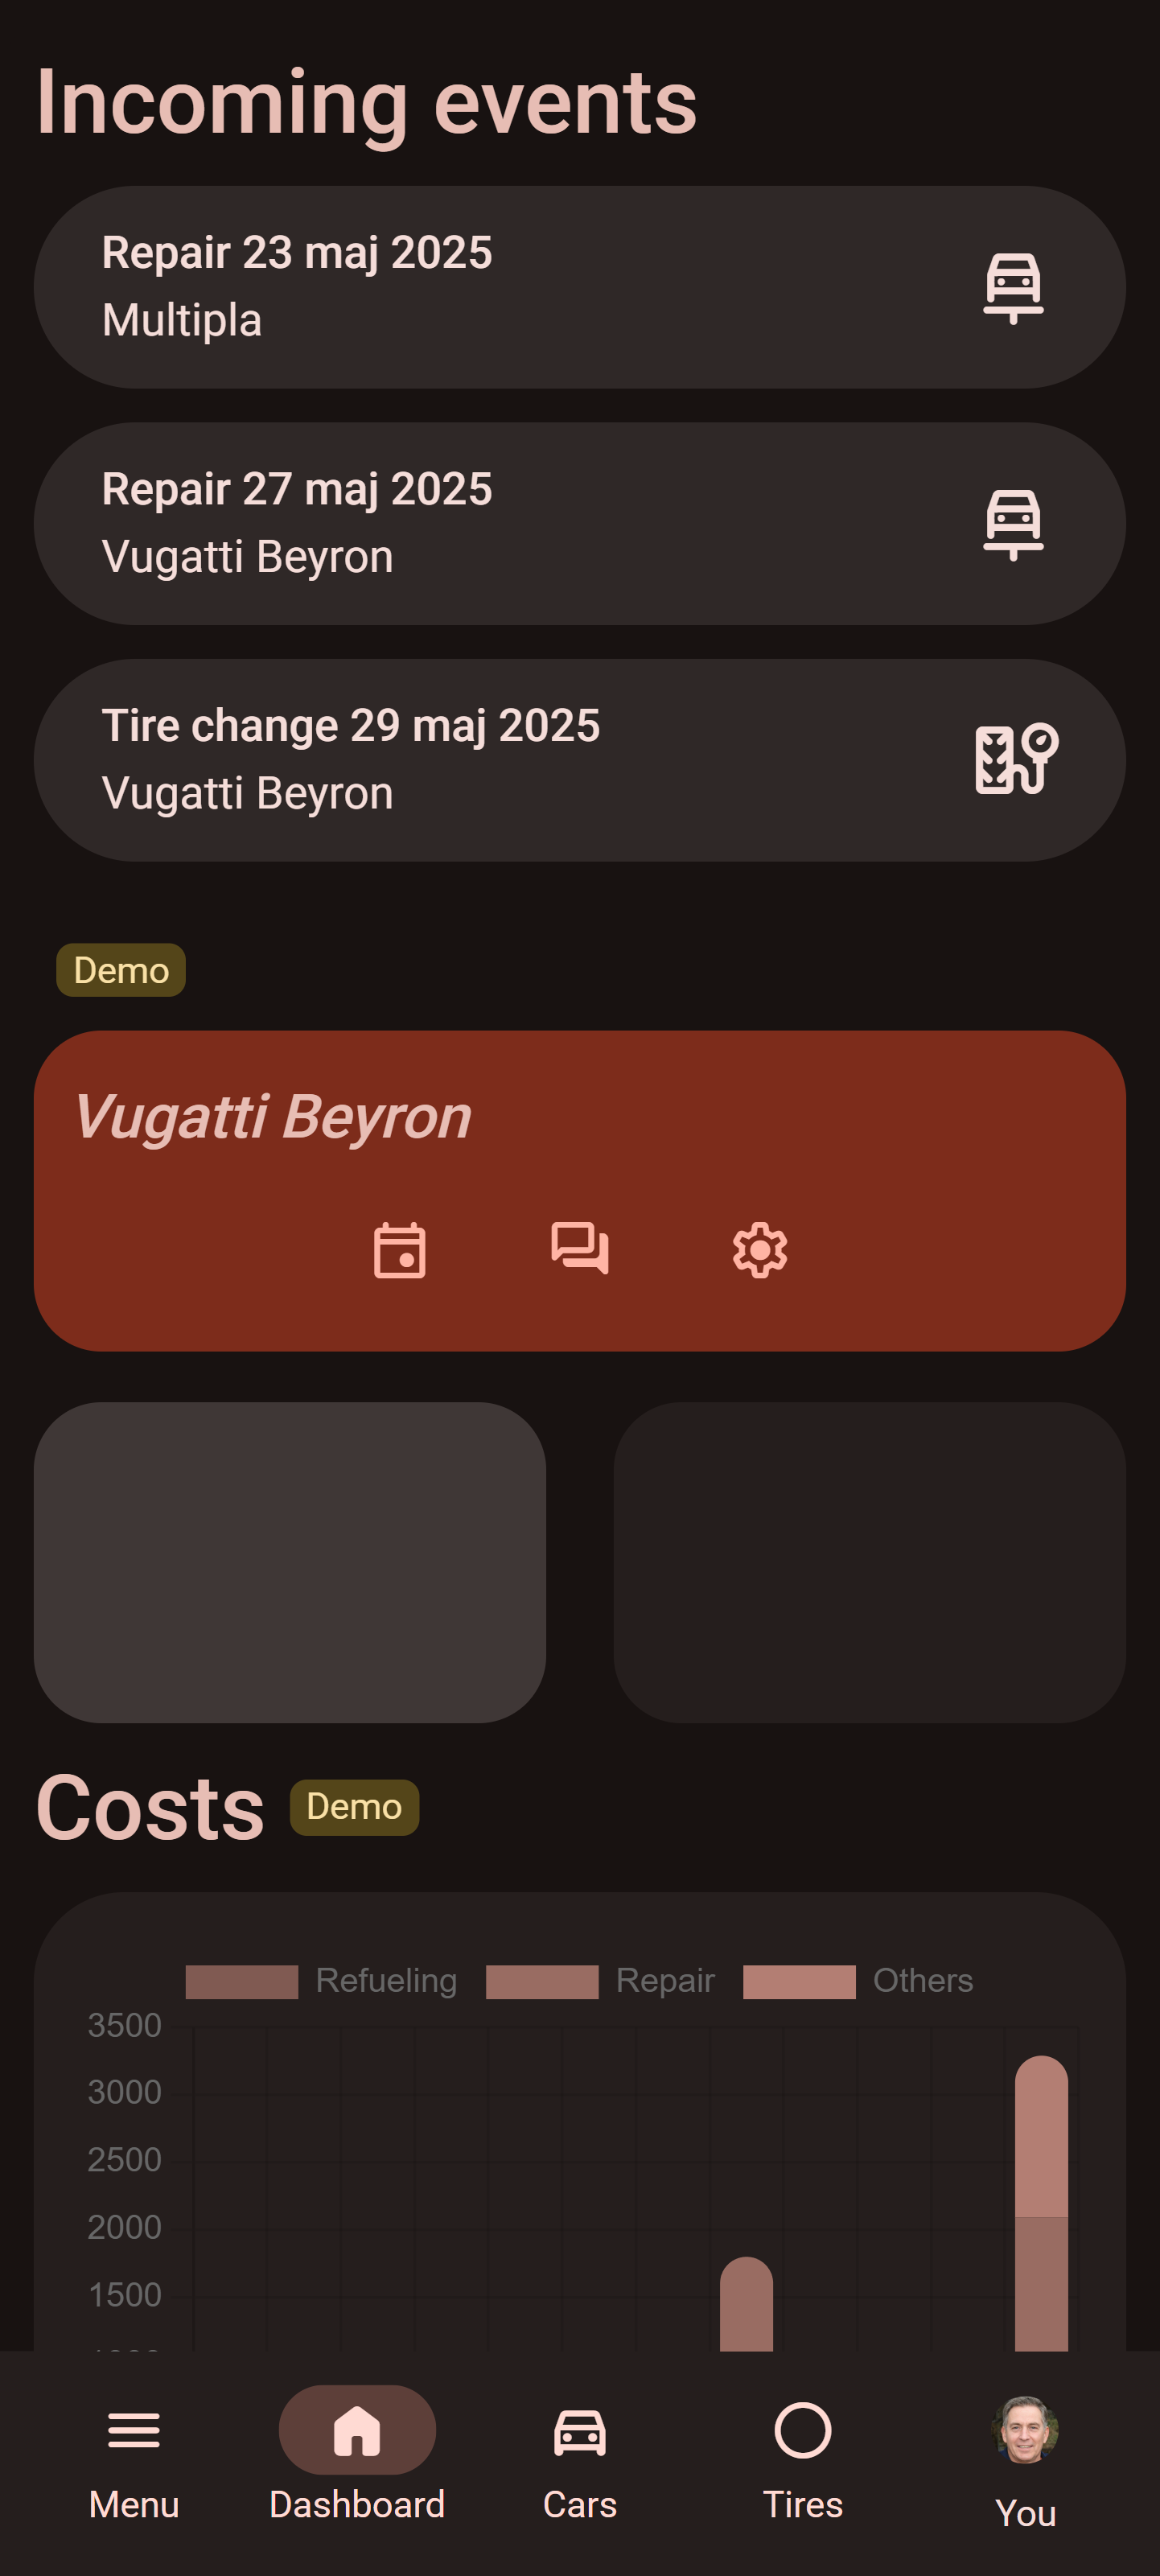 Incoming events
Repair 23 maj 2025
Multipla
Repair 27 maj 2025
Vugatti Beyron
Tire change 29 maj 2025
Vugatti Beyron
Demo
Vugatti Beyron
Costs Demo
Refueling Repair Others
3500
3000
2500
2000
1500
Menu Dashboard Cars Tires You